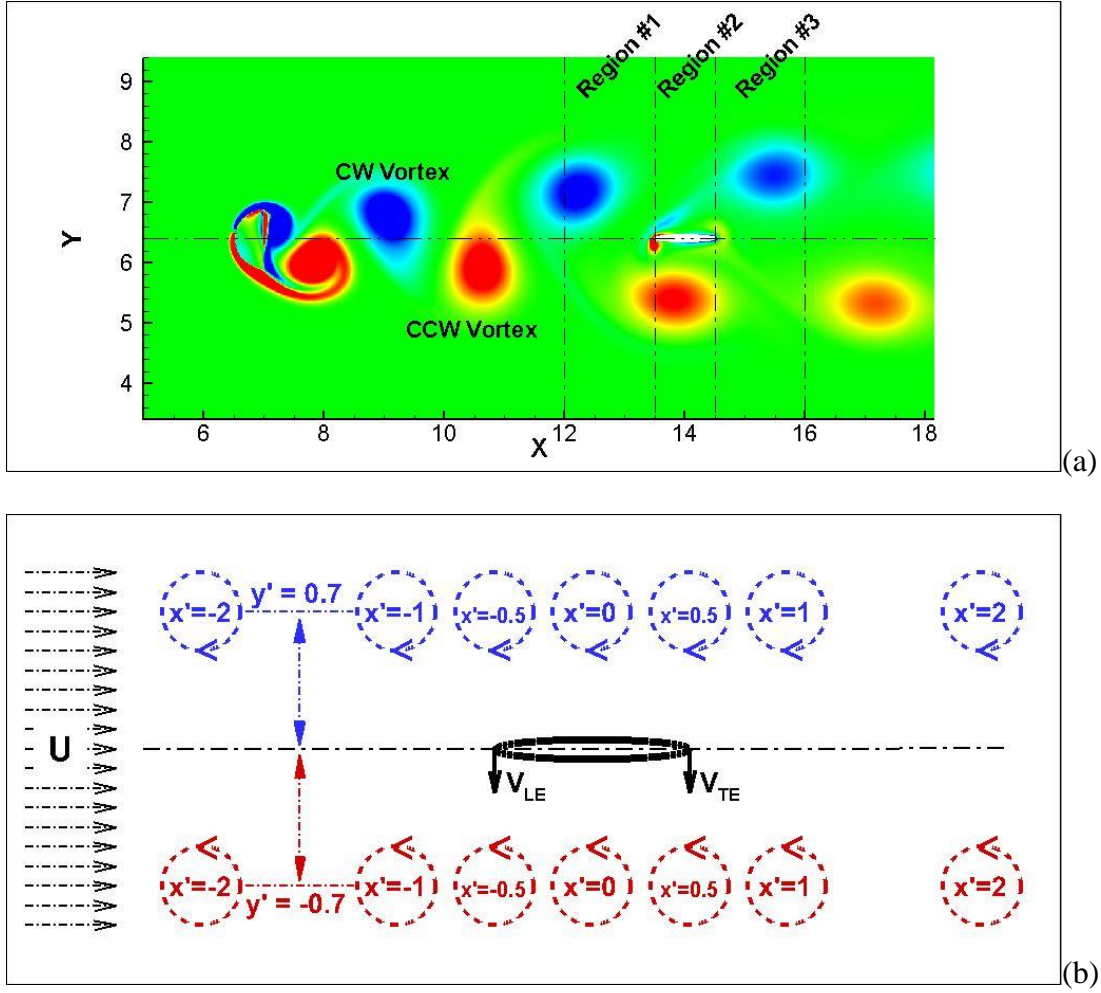 Region #1
Region #2
Region #3
9
8
7
6
5
4
Y
CW Vortex
CCW Vortex
6
8
10
12
14
16
18
X
(a)
y' = 0.7
x'=-2
x'=-1
x'=-0.5
x'=0
x'=0.5
x'=1
x'=2
U
V_LE
V_TE
x'=-2
x'=-1
x'=-0.5
x'=0
x'=0.5
x'=1
x'=2
y' = -0.7
(b)